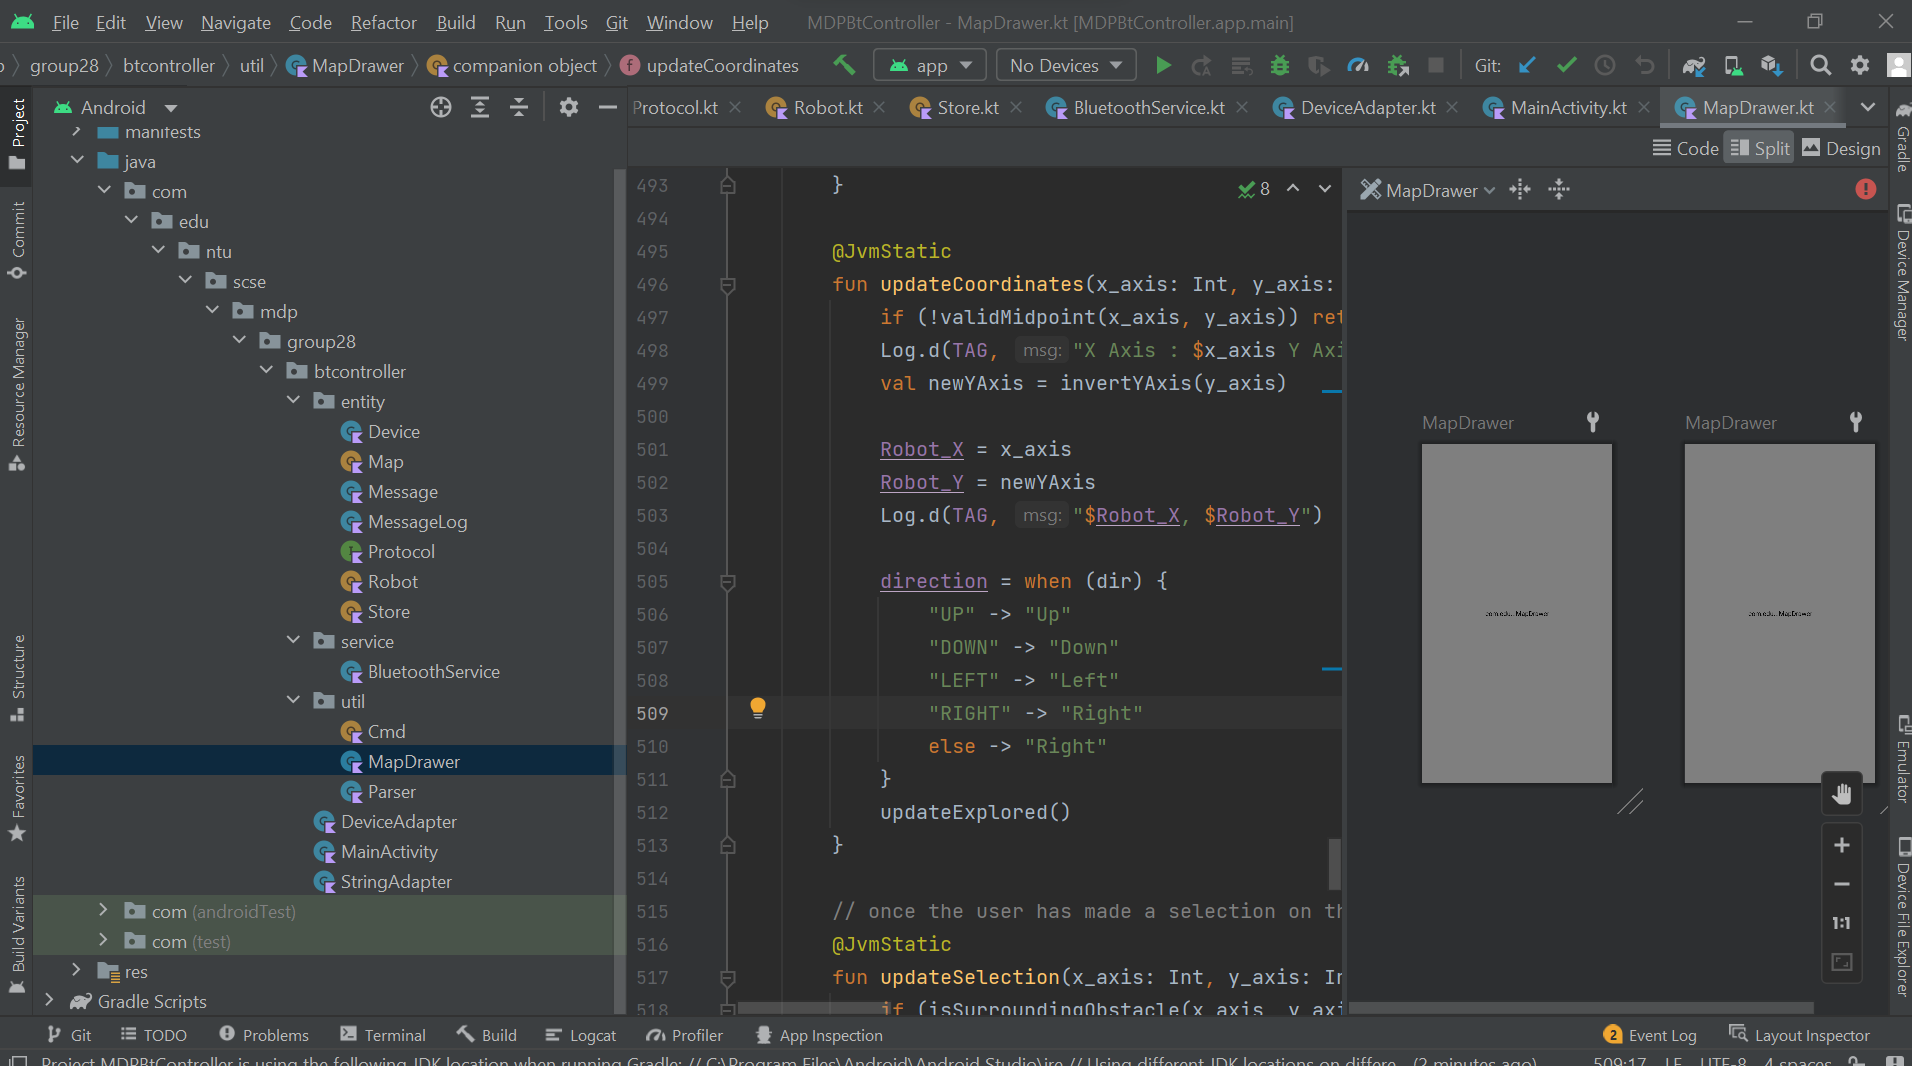 File Edit View Navigate Code Refactor Build Run Tools Git Window Help MDPBtController - MapDrawer.kt [MDPBtController.app.main]
group28 btcontroller util MapDrawer companion object updateCoordinates app No Devices Git:
Android
Protocol.kt Robot.kt Store.kt BluetoothService.kt DeviceAdapter.kt MainActivity.kt MapDrawer.kt
Code Split Design
Project
Commit
Resource Manager
Structure
Favorites
Build Variants
manifests
java
com
edu
ntu
scse
mdp
group28
btcontroller
entity
Device
Map
Message
MessageLog
Protocol
Robot
Store
service
BluetoothService
util
Cmd
MapDrawer
Parser
DeviceAdapter
MainActivity
StringAdapter
com (androidTest)
com (test)
res
Gradle Scripts
8
493 }
494
495 @JvmStatic
496 fun updateCoordinates(x_axis: Int, y_axis:
497 if (!validMidpoint(x_axis, y_axis)) ret
498 Log.d(TAG, msg: "X Axis : $x_axis Y Axi
499 val newYAxis = invertYAxis(y_axis)
500
501 Robot_X = x_axis
502 Robot_Y = newYAxis
503 Log.d(TAG, msg: "$Robot_X, $Robot_Y")
504
505 direction = when (dir) {
506 "UP" -> "Up"
507 "DOWN" -> "Down"
508 "LEFT" -> "Left"
509 "RIGHT" -> "Right"
510 else -> "Right"
511 }
512 updateExplored()
513 }
514
515 // once the user has made a selection on th
516 @JvmStatic
517 fun updateSelection(x_axis: Int, y_axis: In
518 if (isSurroundingObstacle(x_axis, y_axi
MapDrawer
MapDrawer MapDrawer
com.edu...MapDrawer com.edu...MapDrawer
1:1
Gradle
Device Manager
Emulator
Device File Explorer
Git TODO Problems Terminal Build Logcat Profiler App Inspection 2 Event Log Layout Inspector
Project MDPBtController is using the following JDK location when running Gradle: // C:\Program Files\Android\Android Studio\jre // Using different JDK locations on differe... (2 minutes ago) 509:17 LF UTF-8 4 spaces